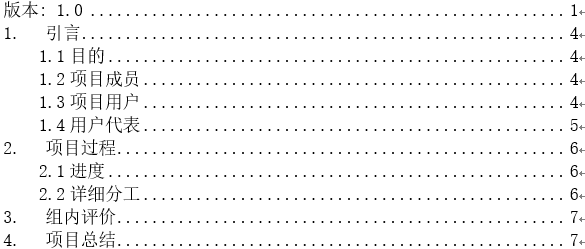 版本: 1.0 ........................................................ 1
1. 引言........................................................ 4
1.1 目的 .................................................... 4
1.2 项目成员 ................................................ 4
1.3 项目用户 ................................................ 4
1.4 用户代表 ................................................ 5
2. 项目过程.................................................... 6
2.1 进度 .................................................... 6
2.2 详细分工 ................................................ 6
3. 组内评价.................................................... 7
4. 项目总结.................................................... 7